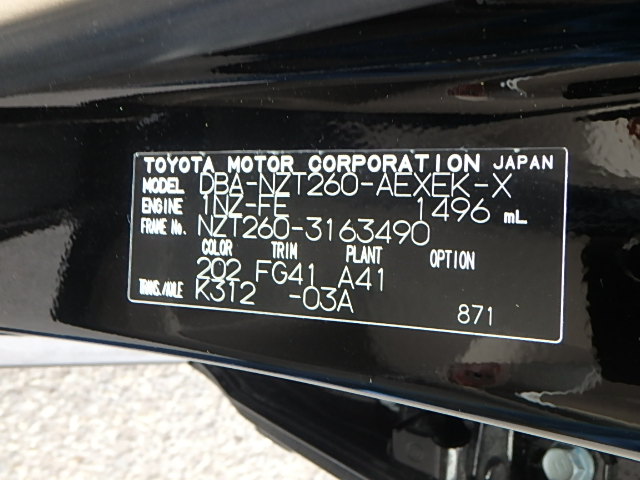 TOYOTA MOTOR CORPORATION JAPAN
MODEL DBA-NZT260-AEXEK-X
ENGINE 1NZ-FE 1496 mL
FRAME No. NZT260-3163490
COLOR TRIM PLANT OPTION
202 FG41 A41
TRANS./AXLE K312 -03A
871